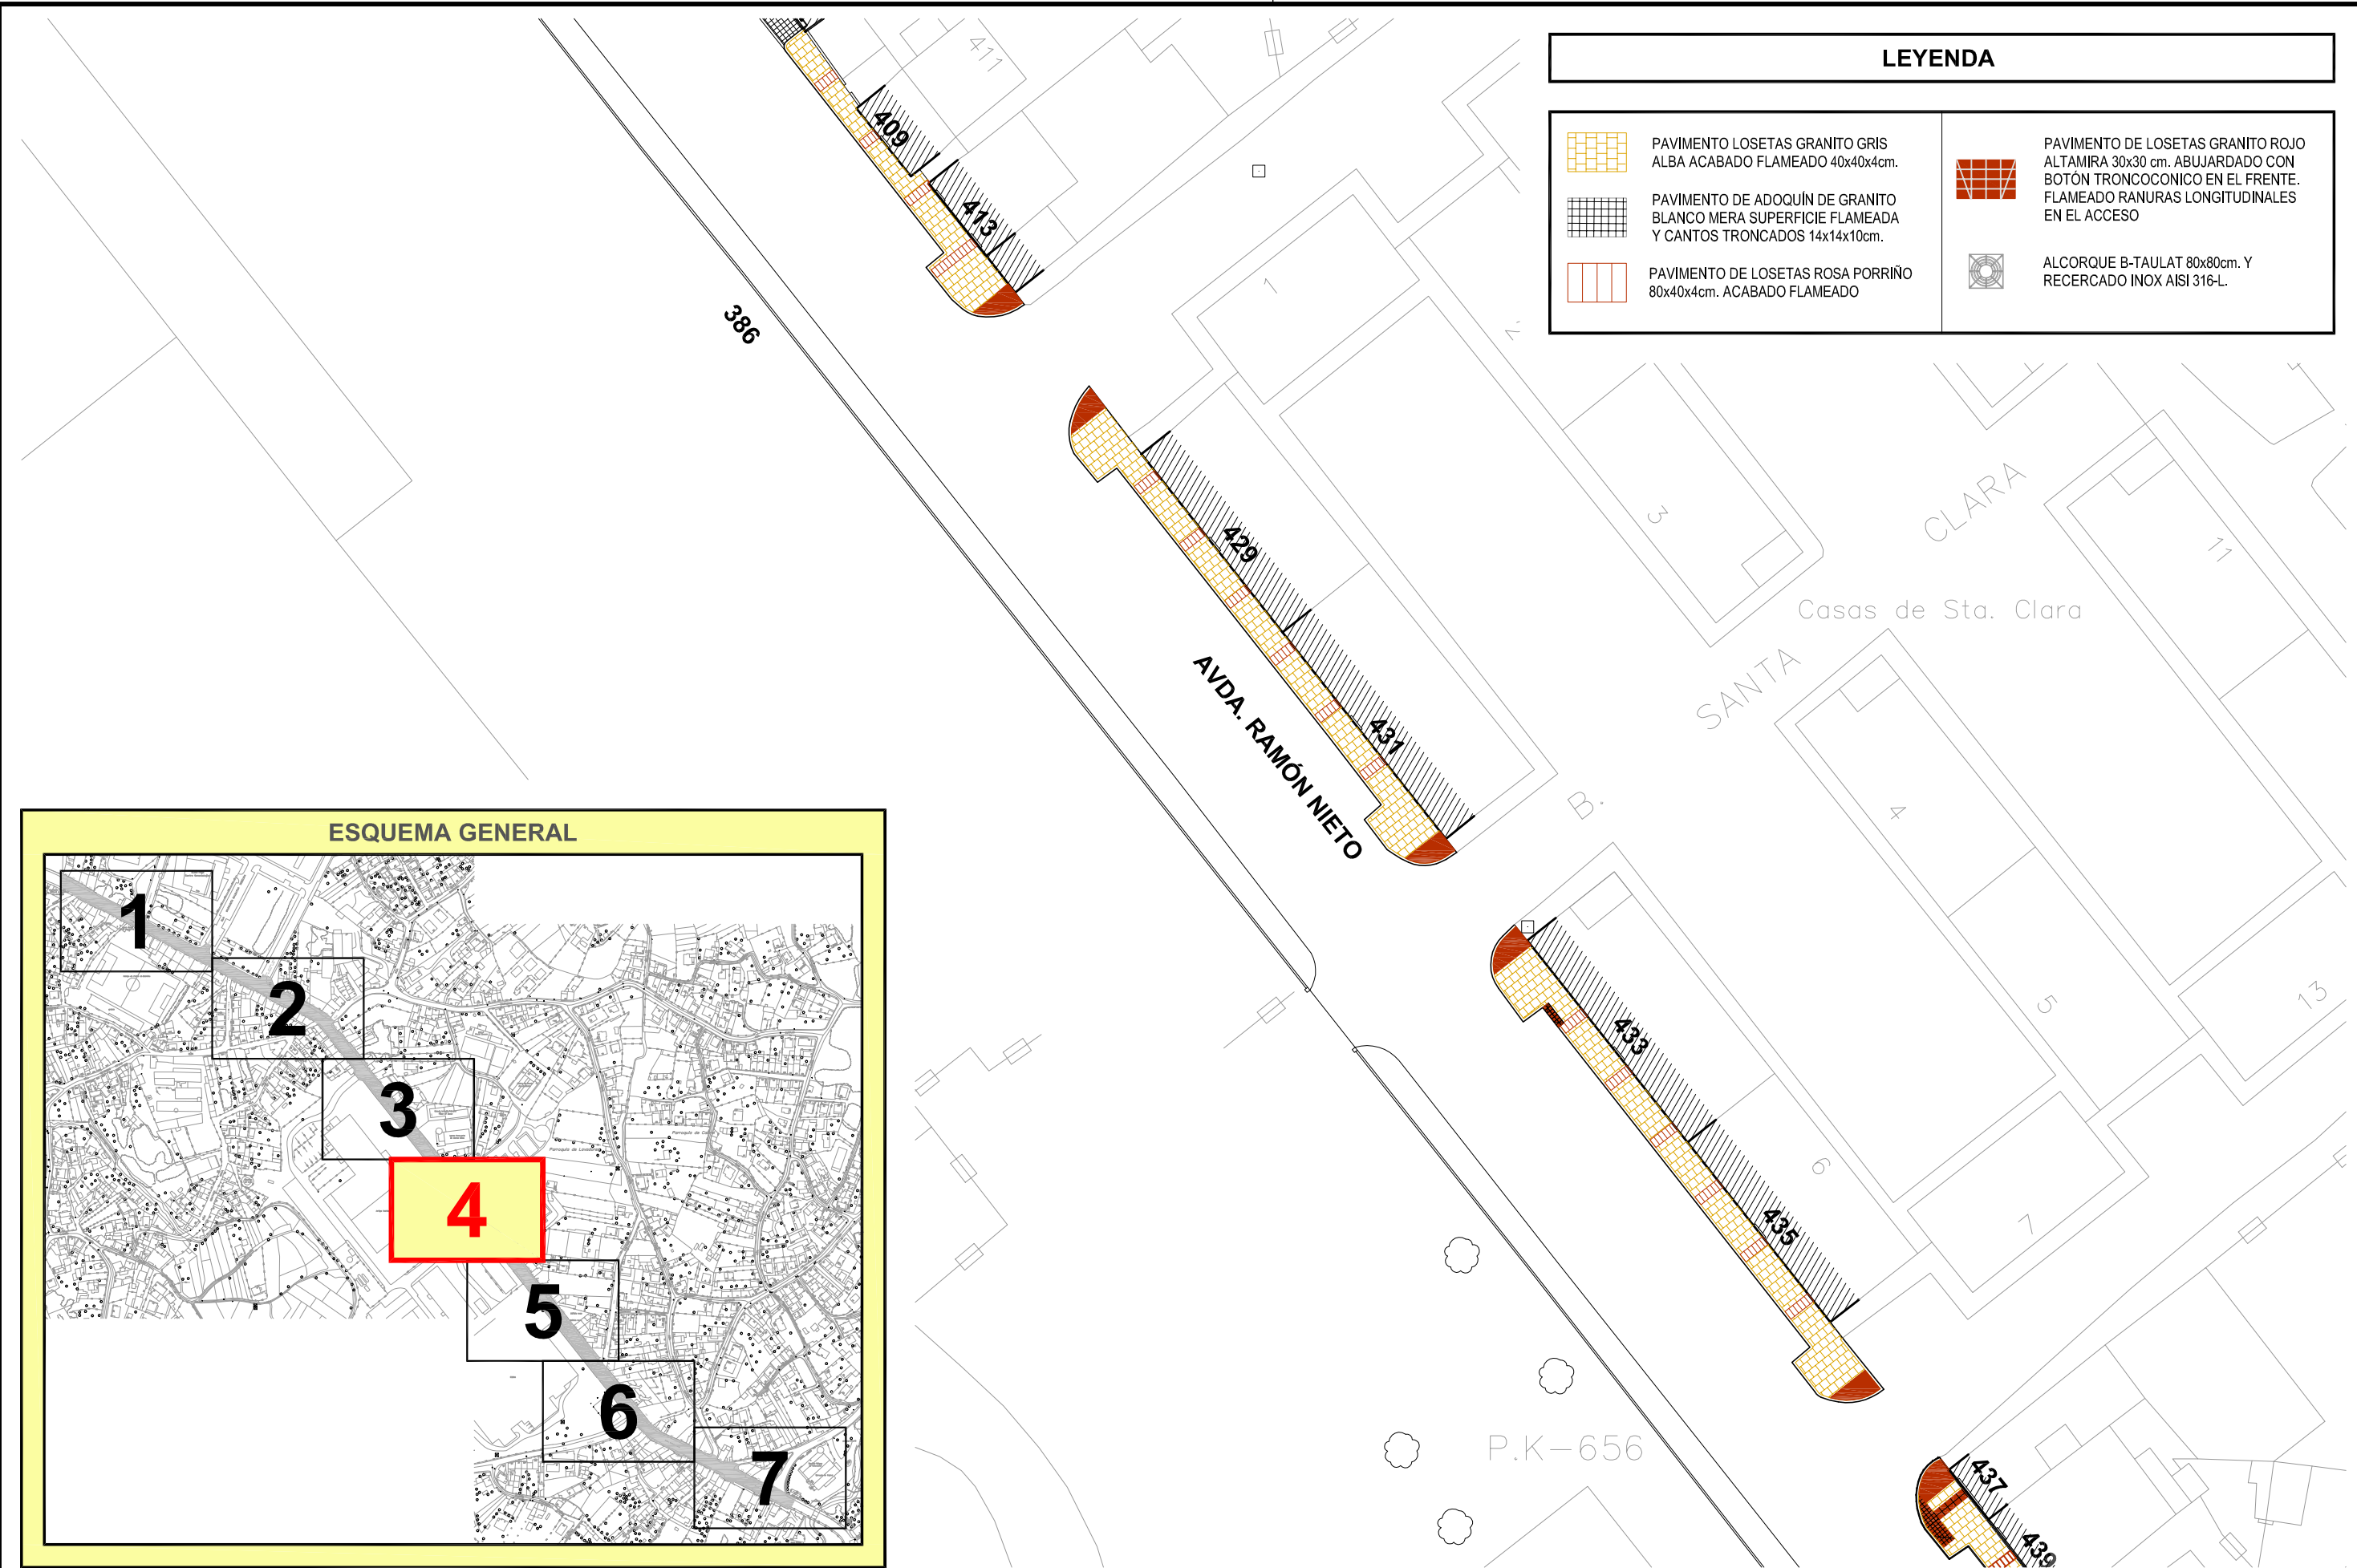 LEYENDA
PAVIMENTO LOSETAS GRANITO GRIS
ALBA ACABADO FLAMEADO 40x40x4cm.
PAVIMENTO DE ADOQUÍN DE GRANITO
BLANCO MERA SUPERFICIE FLAMEADA
Y CANTOS TRONCADOS 14x14x10cm.
PAVIMENTO DE LOSETAS ROSA PORRIÑO
80x40x4cm. ACABADO FLAMEADO
PAVIMENTO DE LOSETAS GRANITO ROJO
ALTAMIRA 30x30 cm. ABUJARDADO CON
BOTÓN TRONCOCONICO EN EL FRENTE.
FLAMEADO RANURAS LONGITUDINALES
EN EL ACCESO
ALCORQUE B-TAULAT 80x80cm. Y
RECERCADO INOX AISI 316-L.
411
409
413
386
1
3
CLARA
11
429
Casas de Sta. Clara
SANTA
431
AVDA. RAMÓN NIETO
B.
4
5
13
433
6
435
7
P.K-656
437
439
ESQUEMA GENERAL
1
2
3
4
5
6
7